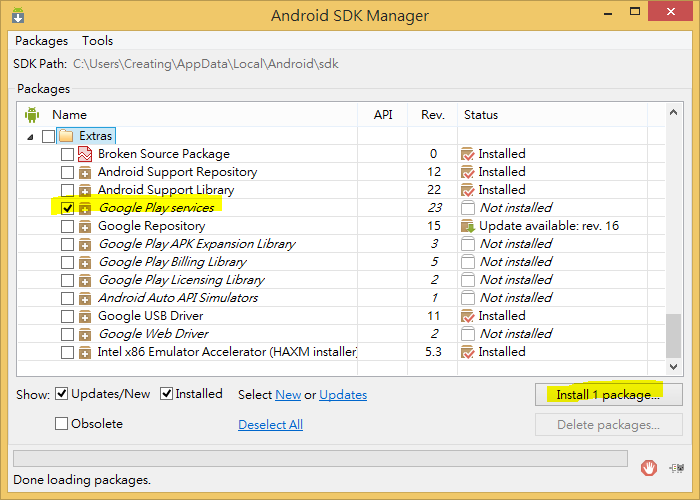 Android SDK Manager
Packages Tools
SDK Path: C:\Users\Creating\AppData\Local\Android\sdk
Packages
Name API Rev. Status
Extras
Broken Source Package 0 Installed
Android Support Repository 12 Installed
Android Support Library 22 Installed
Google Play services 23 Not installed
Google Repository 15 Update available: rev. 16
Google Play APK Expansion Library 3 Not installed
Google Play Billing Library 5 Not installed
Google Play Licensing Library 2 Not installed
Android Auto API Simulators 1 Not installed
Google USB Driver 11 Installed
Google Web Driver 2 Not installed
Intel x86 Emulator Accelerator (HAXM installer) 5.3 Installed
Show: Updates/New Installed Select New or Updates Install 1 package...
Obsolete Deselect All Delete packages...
Done loading packages.